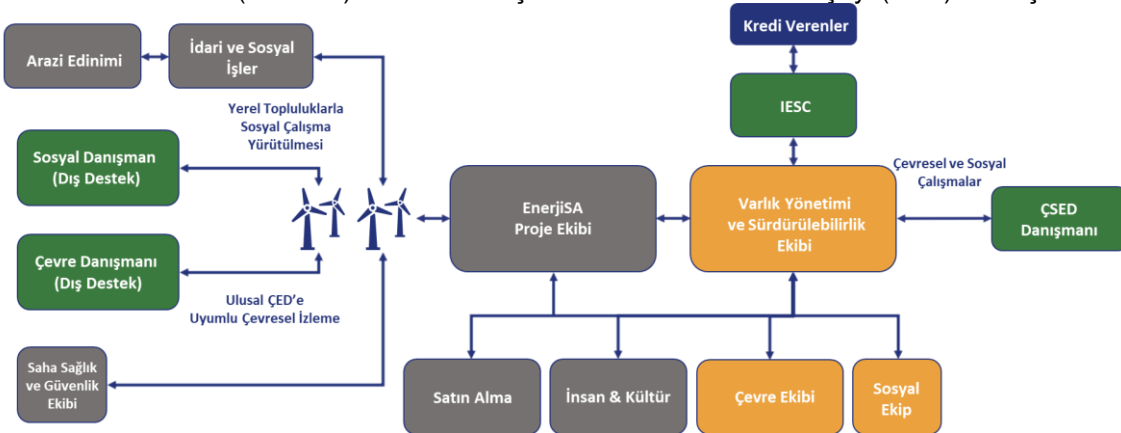 Kredi Verenler
Arazi Edinimi
İdari ve Sosyal
İşler
IESC
Yerel Topluluklarla
Sosyal Çalışma
Yürütülmesi
Sosyal Danışman
(Dış Destek)
Çevresel ve Sosyal
Çalışmalar
EnerjiSA
Proje Ekibi
Varlık Yönetimi
ve Sürdürülebilirlik
Ekibi
ÇSED
Danışmanı
Çevre Danışmanı
(Dış Destek)
Ulusal ÇED'e
Uyumlu Çevresel İzleme
Saha Sağlık
ve Güvenlik
Ekibi
Satın Alma
İnsan & Kültür
Çevre Ekibi
Sosyal
Ekip